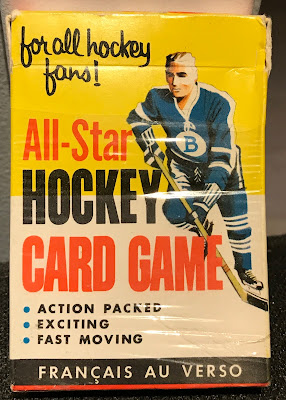 for all hockey
fans!
B
All-Star
HOCKEY
CARD GAME
• ACTION PACKED
• EXCITING
• FAST MOVING
FRANÇAIS AU VERSO